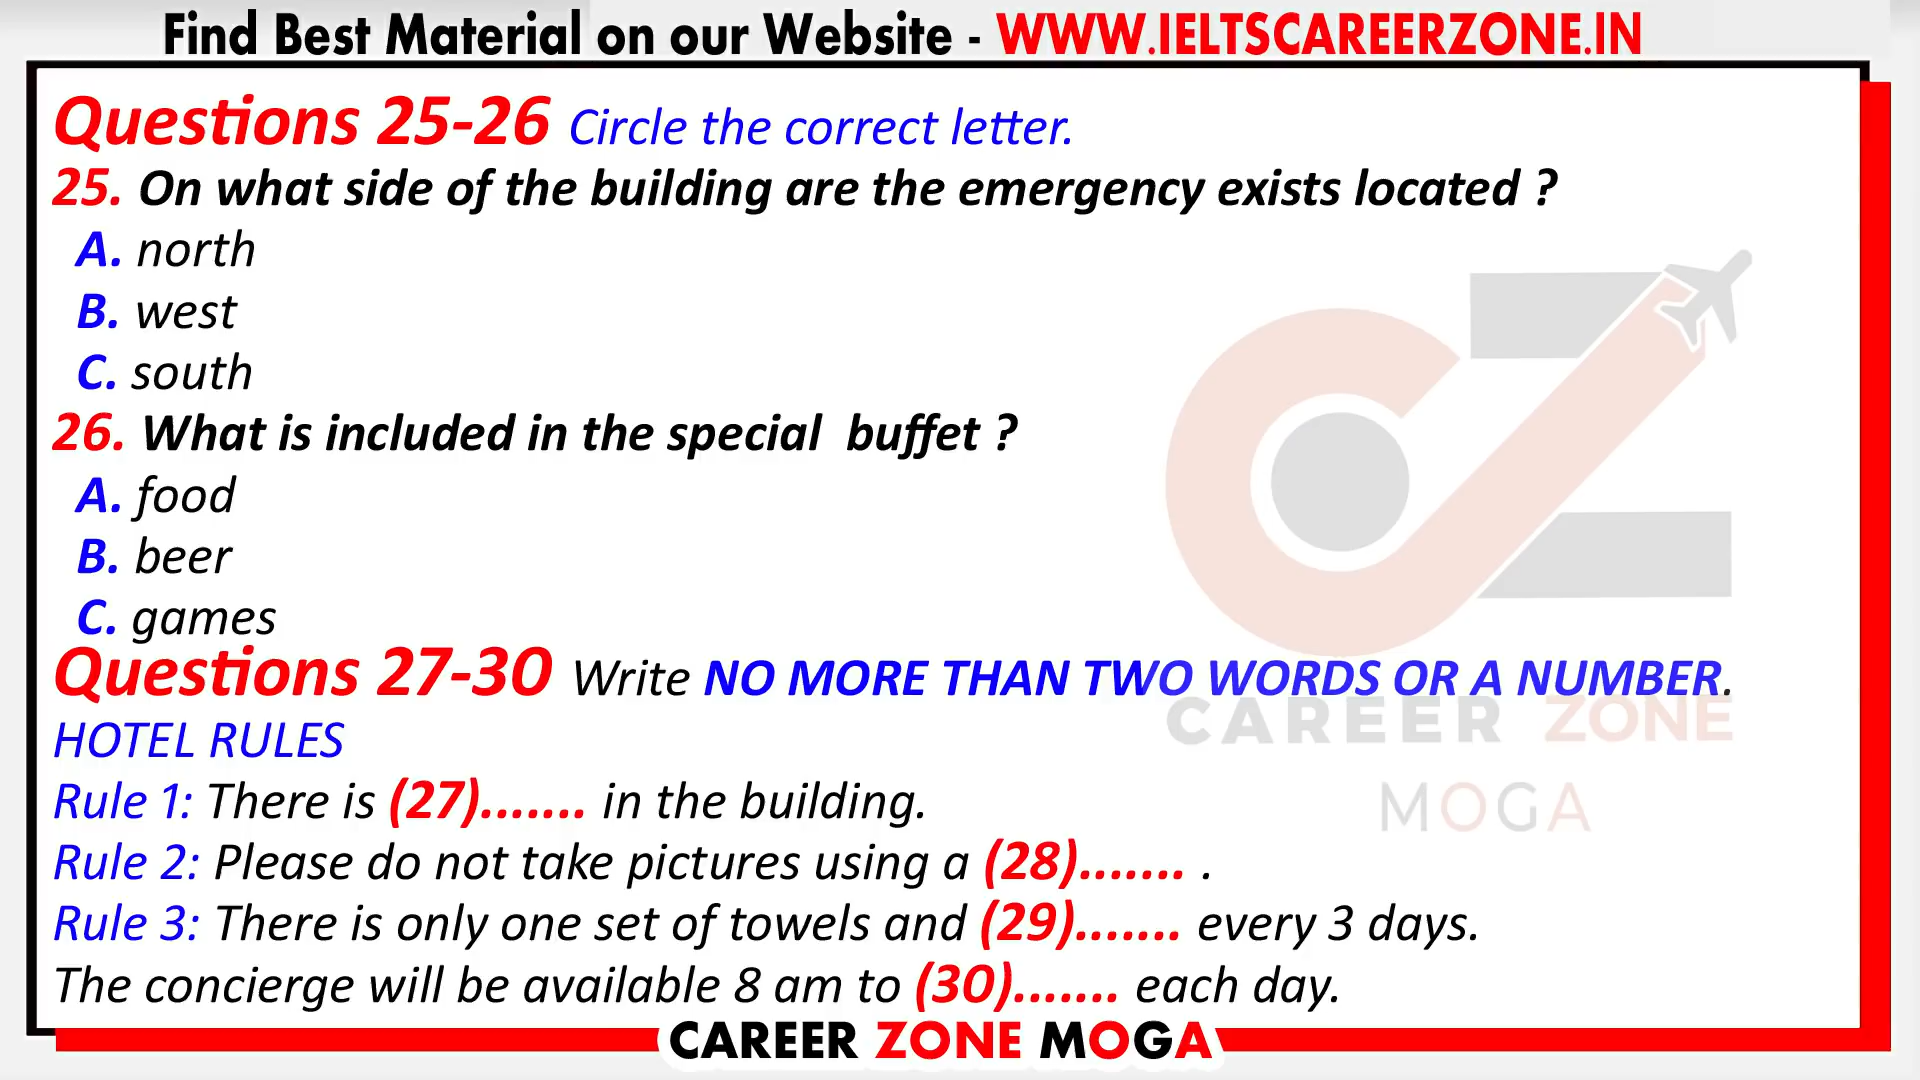 Find Best Material on our Website - WWW.IELTSCAREERZONE.IN
Questions 25-26 Circle the correct letter.
25. On what side of the building are the emergency exists located ?
A. north
B. west
C. south
26. What is included in the special buffet ?
A. food
B. beer
C. games
Questions 27-30 Write NO MORE THAN TWO WORDS OR A NUMBER.
CAREER ZONE
HOTEL RULES
Rule 1: There is (27)....... in the building.
MOGA
Rule 2: Please do not take pictures using a (28)....... .
Rule 3: There is only one set of towels and (29)....... every 3 days.
The concierge will be available 8 am to (30)....... each day.
CAREER ZONE MOGA